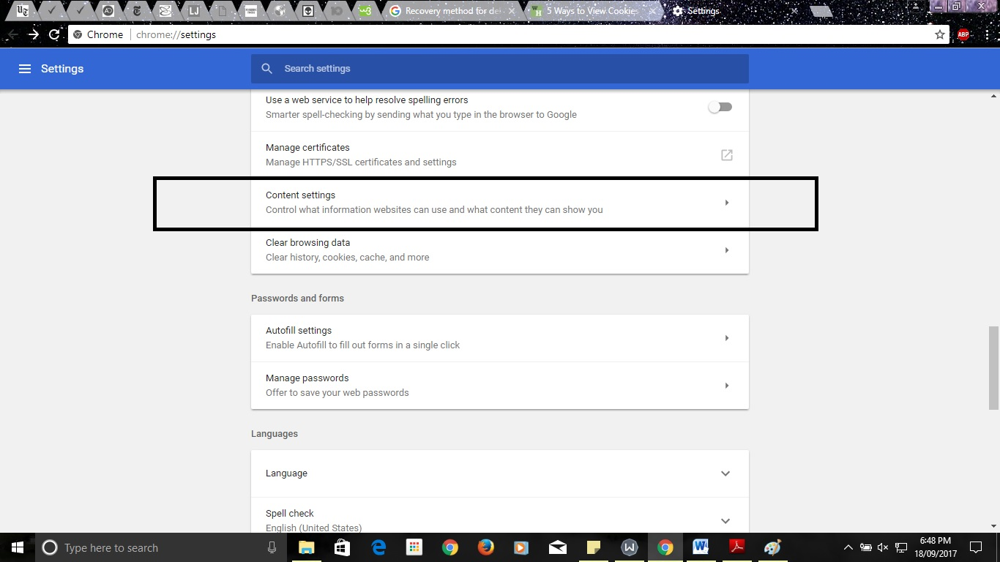 Recovery method for de
5 Ways to View Cookies
Settings
Chrome
chrome://settings
ABP
Settings
Search settings
Use a web service to help resolve spelling errors
Smarter spell-checking by sending what you type in the browser to Google
Manage certificates
Manage HTTPS/SSL certificates and settings
Content settings
Control what information websites can use and what content they can show you
Clear browsing data
Clear history, cookies, cache, and more
Passwords and forms
Autofill settings
Enable Autofill to fill out forms in a single click
Manage passwords
Offer to save your web passwords
Languages
Language
Spell check
English (United States)
Type here to search
6:48 PM
18/09/2017